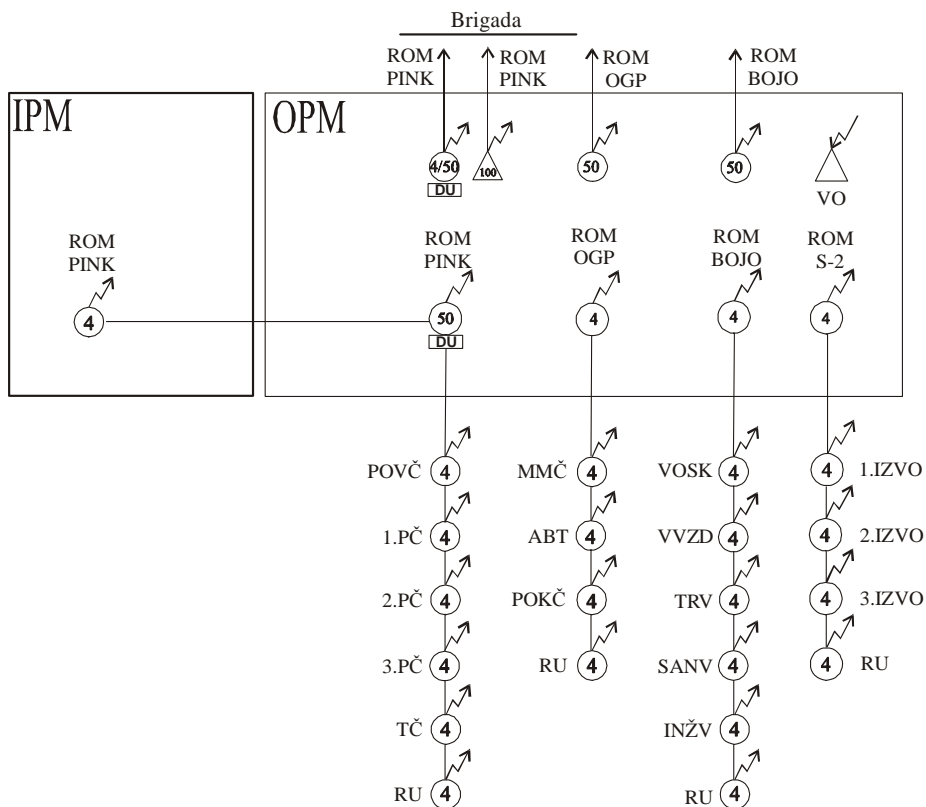 Brigada
ROM
PINK
ROM
PINK
ROM
OGP
ROM
BOJO
IPM
OPM
4/50
DU
100
50
50
VO
ROM
PINK
4
ROM
PINK
50
DU
ROM
OGP
4
ROM
BOJO
4
ROM
S-2
4
POVČ 4
1.PČ 4
2.PČ 4
3.PČ 4
TČ 4
RU 4
MMČ 4
ABT 4
POKČ 4
RU 4
VOSK 4
VVZD 4
TRV 4
SANV 4
INŽV 4
RU 4
4 1.IZVO
4 2.IZVO
4 3.IZVO
4 RU